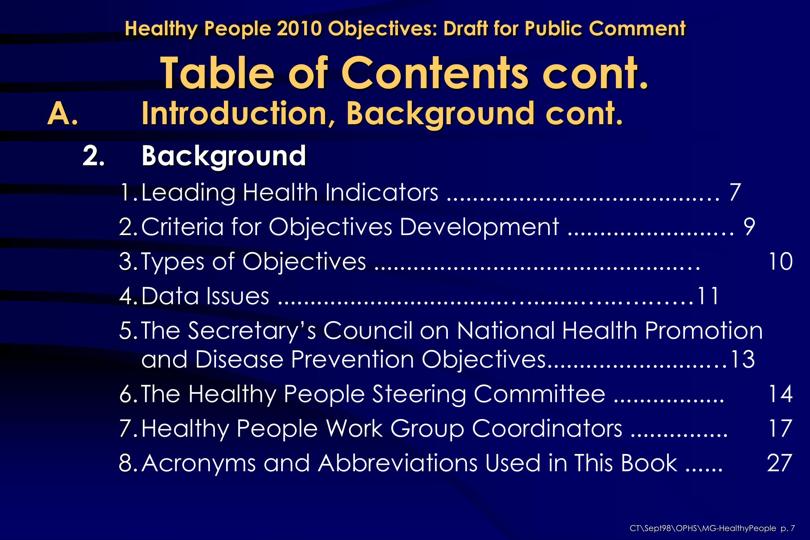 Healthy People 2010 Objectives: Draft for Public Comment
Table of Contents cont.
A. Introduction, Background cont.
2. Background
1. Leading Health Indicators ......................................… 7
2. Criteria for Objectives Development ......................… 9
3. Types of Objectives ...............................................… 10
4. Data Issues ...................................…........…..…..……11
5. The Secretary’s Council on National Health Promotion
and Disease Prevention Objectives.........................…13
6. The Healthy People Steering Committee ................. 14
7. Healthy People Work Group Coordinators ............... 17
8. Acronyms and Abbreviations Used in This Book ...... 27
CT\Sept98\OPHS\MG-HealthyPeople p. 7